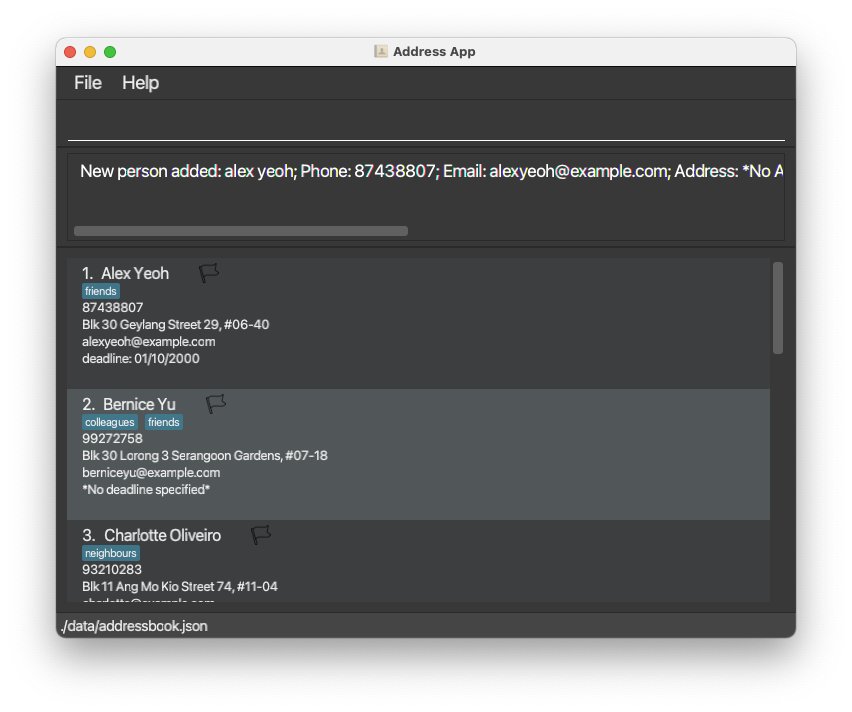 Address App
File Help
New person added: alex yeoh; Phone: 87438807; Email: alexyeoh@example.com; Address: *No A
1. Alex Yeoh
friends
87438807
Blk 30 Geylang Street 29, #06-40
alexyeoh@example.com
deadline: 01/10/2000
2. Bernice Yu
colleagues friends
99272758
Blk 30 Lorong 3 Serangoon Gardens, #07-18
berniceyu@example.com
*No deadline specified*
3. Charlotte Oliveiro
neighbours
93210283
Blk 11 Ang Mo Kio Street 74, #11-04
./data/addressbook.json